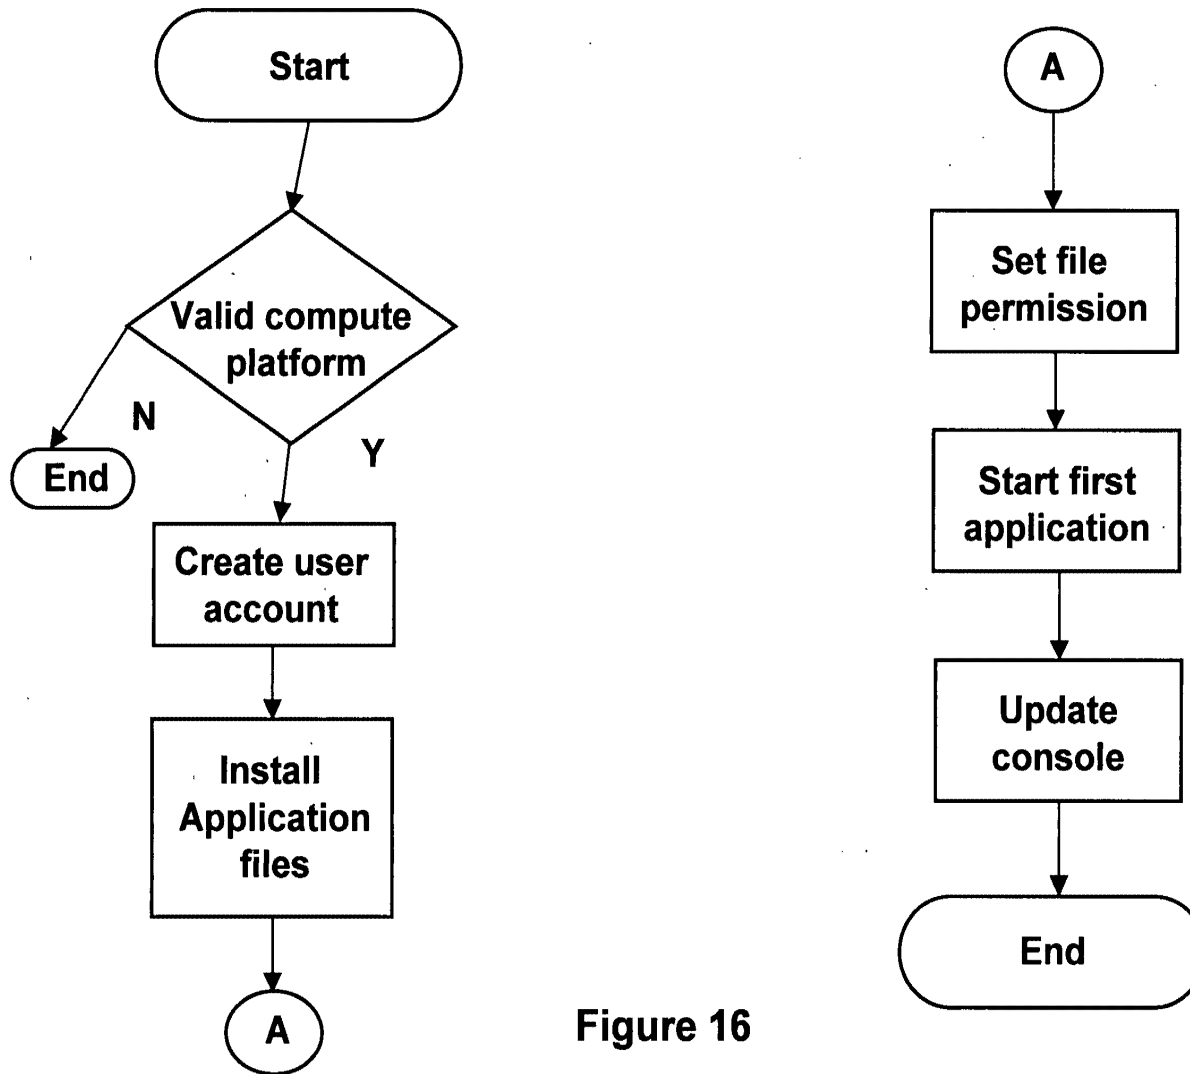 Start
Valid compute
platform
N
Y
End
Create user
account
Install
Application
files
A
A
Set file
permission
Start first
application
Update
console
End
Figure 16